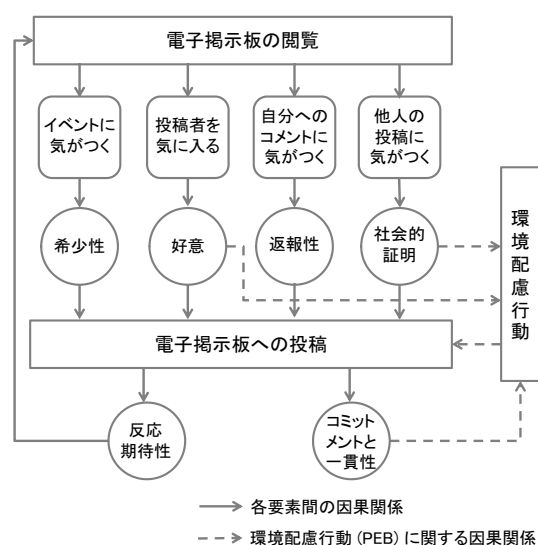 電子掲示板の閲覧
イベントに
気がつく
投稿者を
気に入る
自分への
コメントに
気がつく
他人の
投稿に
気がつく
希少性
好意
返報性
社会的
証明
環境配慮行動
電子掲示板への投稿
反応
期待性
コミット
メントと
一貫性
各要素間の因果関係
環境配慮行動 (PEB) に関する因果関係